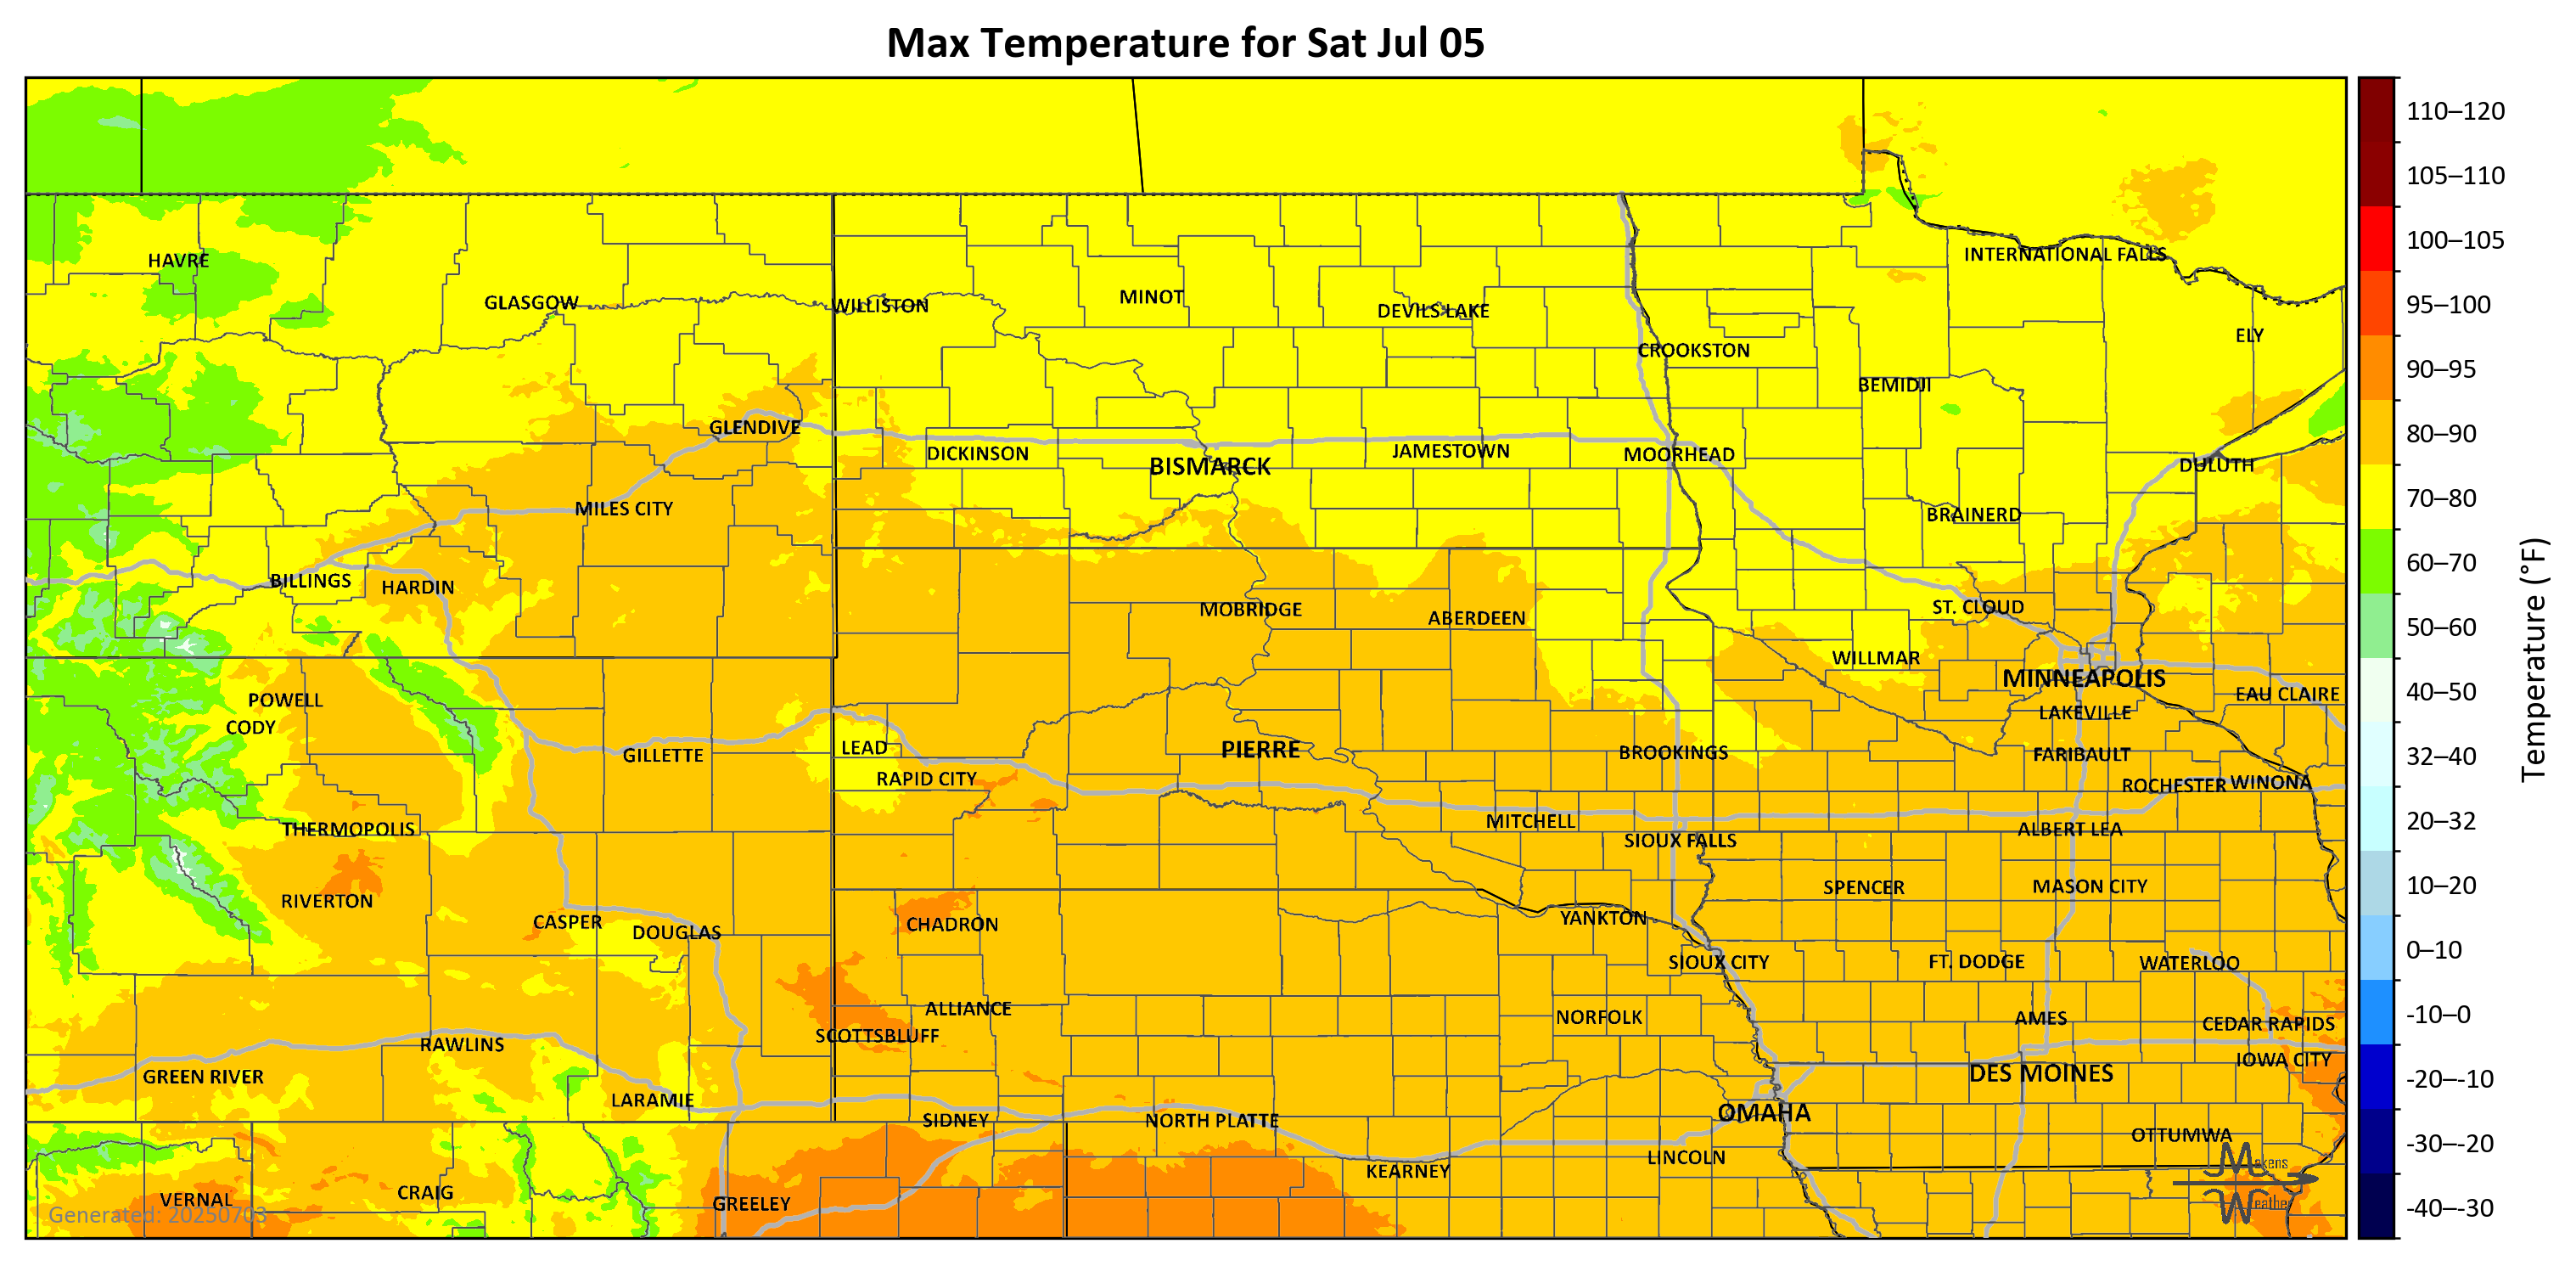 Max Temperature for Sat Jul 05
110–120
105–110
100–105
95–100
90–95
80–90
70–80
60–70
50–60
40–50
32–40
20–32
10–20
0–10
-10–0
-20–-10
-30–-20
-40–-30
Temperature (°F)
HAVRE
INTERNATIONAL FALLS
GLASGOW
WILLISTON
MINOT
DEVILS LAKE
ELY
CROOKSTON
BEMIDJI
GLENDIVE
DICKINSON
BISMARCK
JAMESTOWN
MOORHEAD
DULUTH
MILES CITY
BRAINERD
BILLINGS
HARDIN
MOBRIDGE
ABERDEEN
ST. CLOUD
WILLMAR
MINNEAPOLIS
EAU CLAIRE
POWELL
CODY
LAKEVILLE
GILLETTE
LEAD
PIERRE
BROOKINGS
FARIBAULT
RAPID CITY
ROCHESTER
WINONA
THERMOPOLIS
MITCHELL
SIOUX FALLS
ALBERT LEA
RIVERTON
SPENCER
MASON CITY
CASPER
DOUGLAS
CHADRON
YANKTON
SIOUX CITY
FT. DODGE
WATERLOO
ALLIANCE
NORFOLK
AMES
CEDAR RAPIDS
SCOTTSBLUFF
RAWLINS
IOWA CITY
GREEN RIVER
DES MOINES
LARAMIE
SIDNEY
NORTH PLATTE
OMAHA
OTTUMWA
LINCOLN
KEARNEY
VERNAL
CRAIG
GREELEY
Generated: 20250703
Makens
Weather